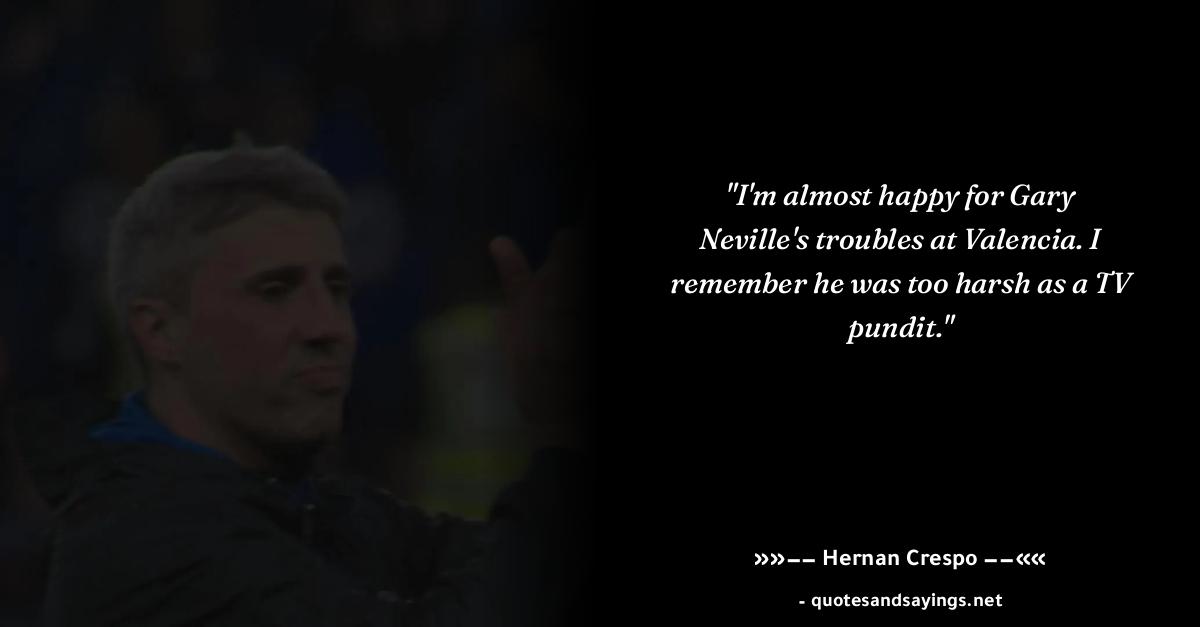 "I'm almost happy for Gary
Neville's troubles at Valencia. I
remember he was too harsh as a TV
pundit."
»»−− Hernan Crespo −−««
- quotesandsayings.net